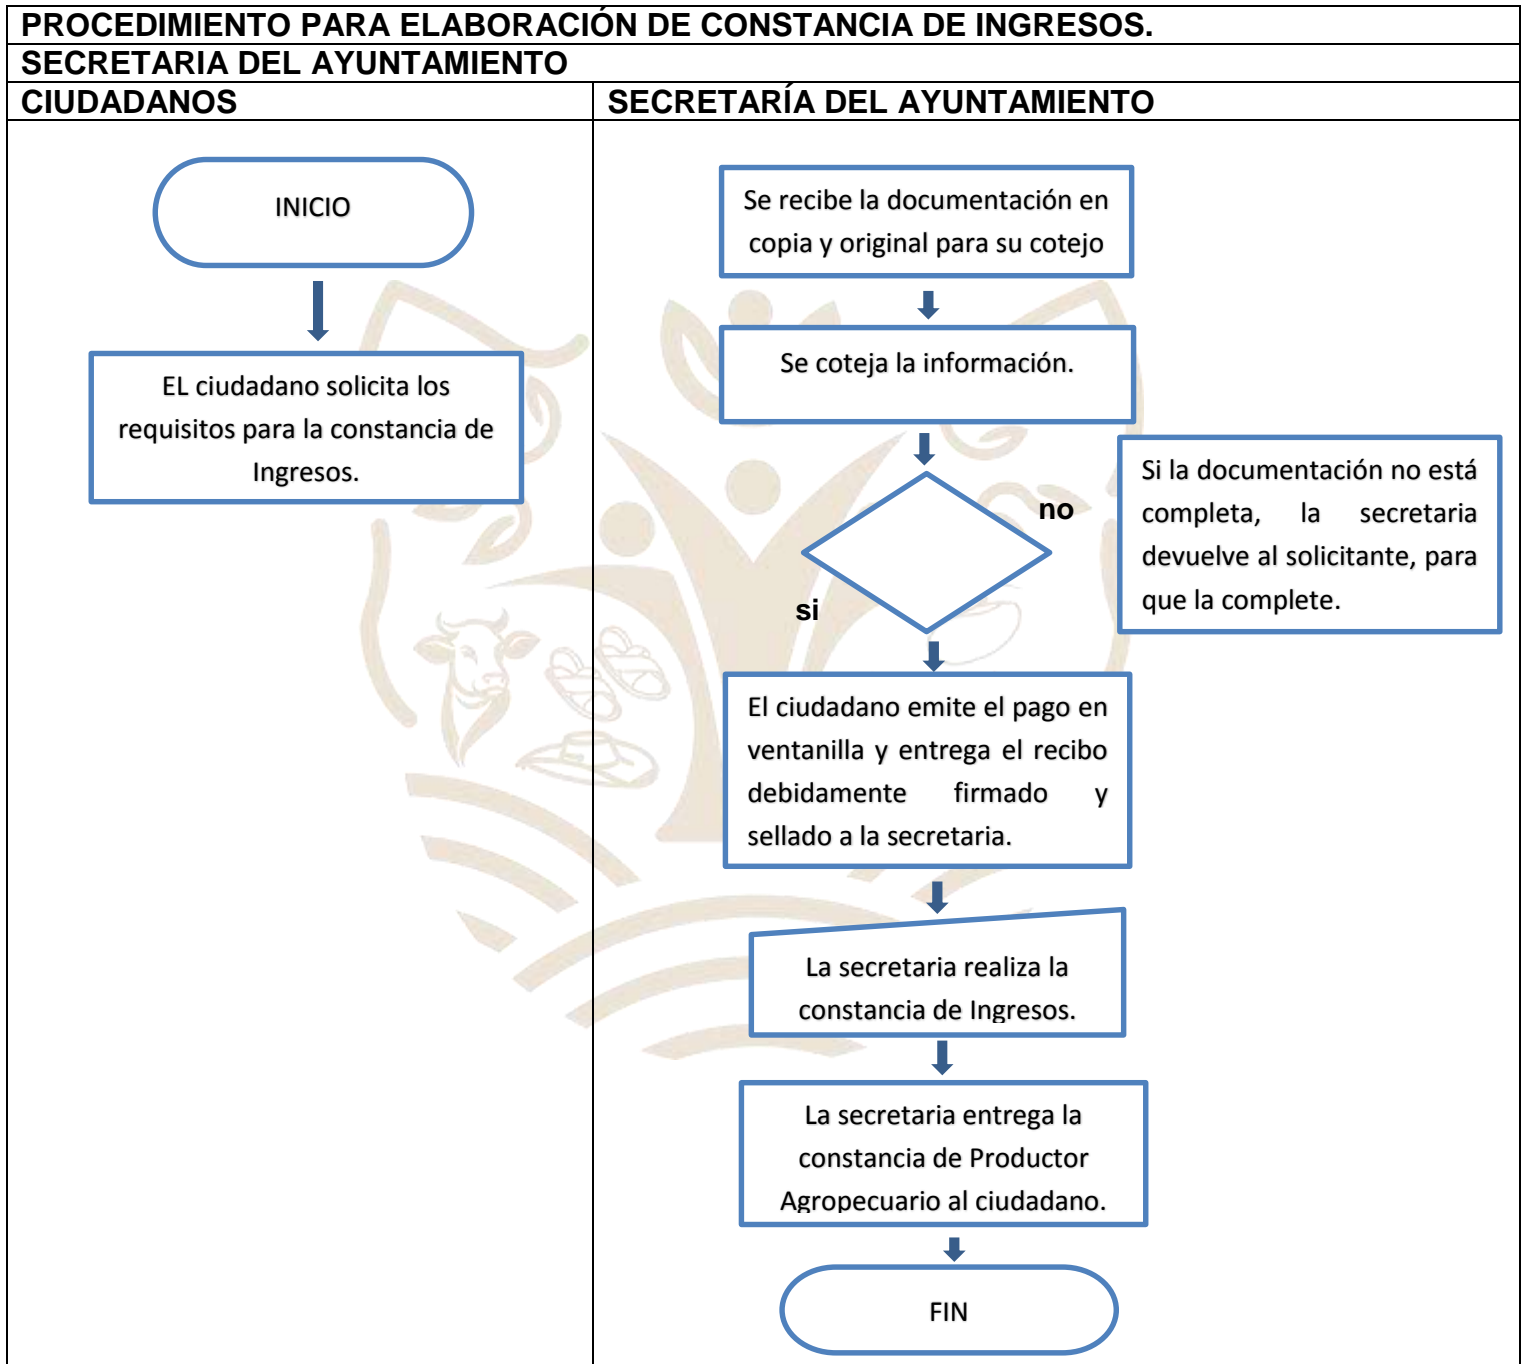 PROCEDIMIENTO PARA ELABORACIÓN DE CONSTANCIA DE INGRESOS.
SECRETARIA DEL AYUNTAMIENTO
CIUDADANOS
SECRETARÍA DEL AYUNTAMIENTO
INICIO
EL ciudadano solicita los
requisitos para la constancia de
Ingresos.
Se recibe la documentación en
copia y original para su cotejo
Se coteja la información.
no
Si la documentación no está
completa, la secretaria
devuelve al solicitante, para
que la complete.
si
El ciudadano emite el pago en
ventanilla y entrega el recibo
debidamente firmado y
sellado a la secretaria.
La secretaria realiza la
constancia de Ingresos.
La secretaria entrega la
constancia de Productor
Agropecuario al ciudadano.
FIN